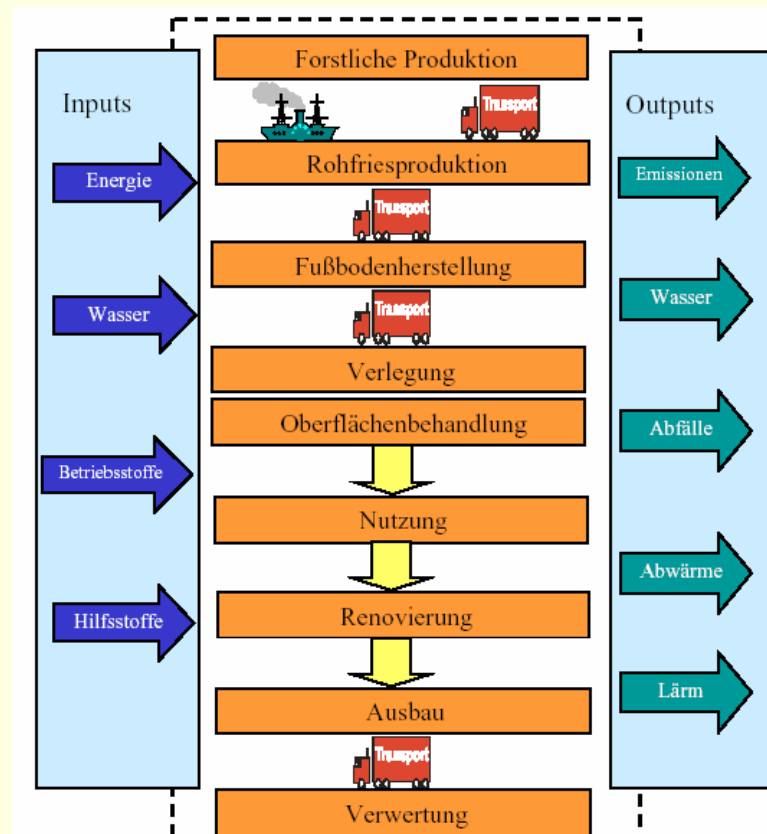 Forstliche Produktion
Inputs
Outputs
Transport
Rohfriesproduktion
Energie
Emissionen
Transport
Fußbodenherstellung
Wasser
Transport
Wasser
Verlegung
Oberflächenbehandlung
Abfälle
Betriebsstoffe
Nutzung
Abwärme
Hilfsstoffe
Renovierung
Lärm
Ausbau
Transport
Verwertung